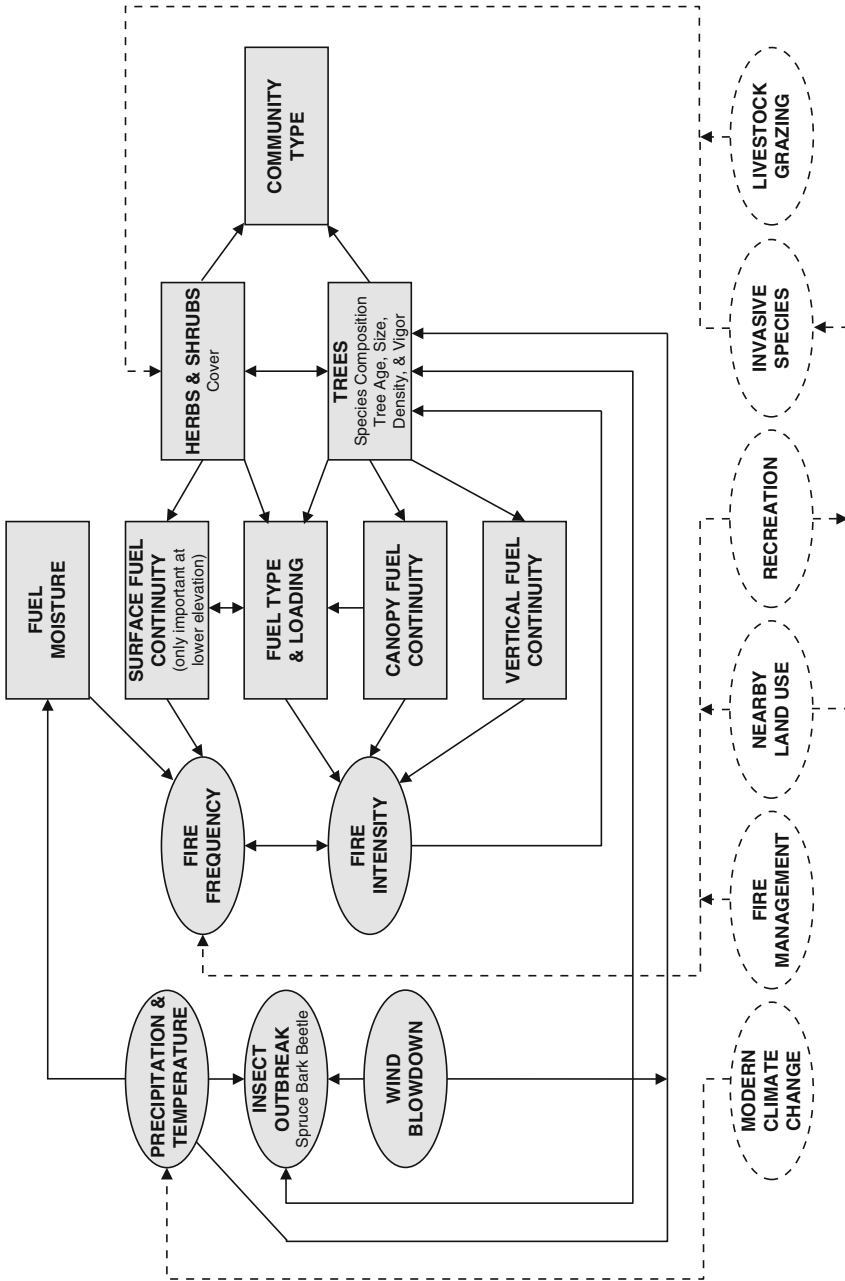 PRECIPITATION &
TEMPERATURE
INSECT
OUTBREAK
Spruce Bark Beetle
WIND
BLOWDOWN
FIRE
FREQUENCY
FIRE
INTENSITY
FUEL
MOISTURE
SURFACE FUEL
CONTINUITY
(only important at
lower elevation)
FUEL TYPE
& LOADING
CANOPY FUEL
CONTINUITY
VERTICAL FUEL
CONTINUITY
HERBS & SHRUBS
Cover
TREES
Species Composition
Tree Age, Size,
Density, & Vigor
COMMUNITY
TYPE
MODERN
CLIMATE
CHANGE
FIRE
MANAGEMENT
NEARBY
LAND USE
RECREATION
INVASIVE
SPECIES
LIVESTOCK
GRAZING